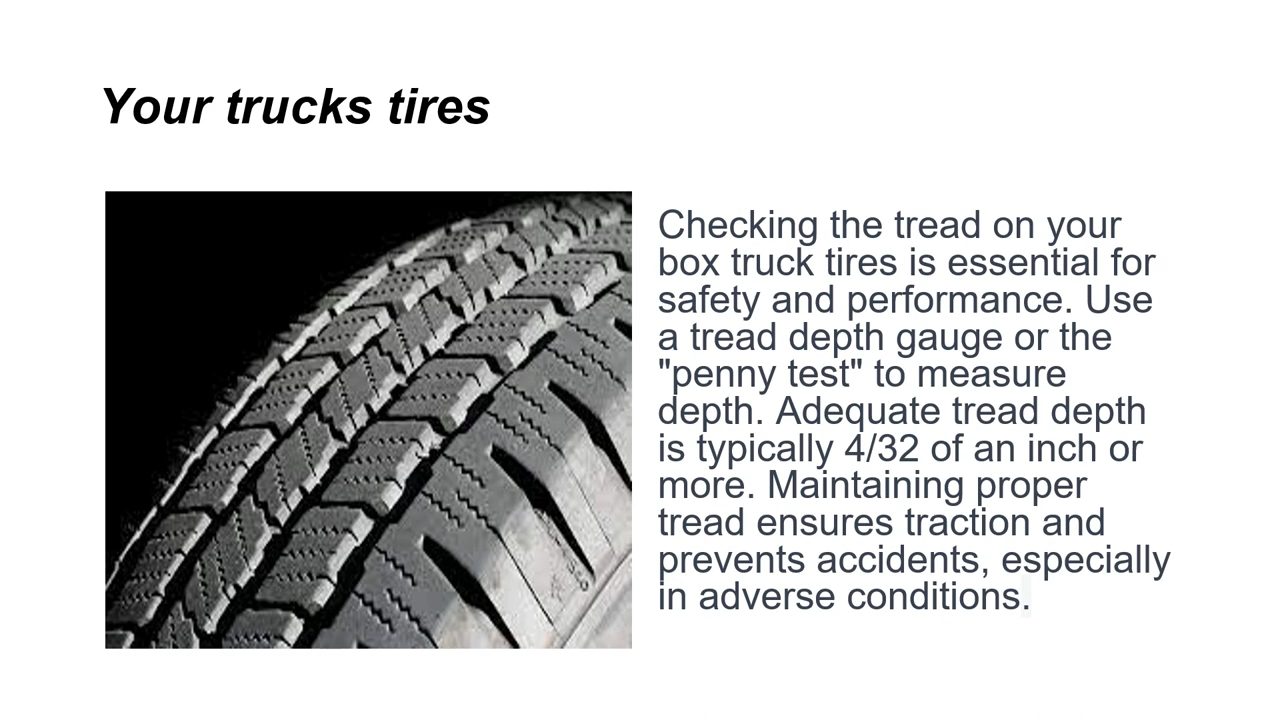 Your trucks tires
Checking the tread on your
box truck tires is essential for
safety and performance. Use
a tread depth gauge or the
"penny test" to measure
depth. Adequate tread depth
is typically 4/32 of an inch or
more. Maintaining proper
tread ensures traction and
prevents accidents, especially
in adverse conditions.